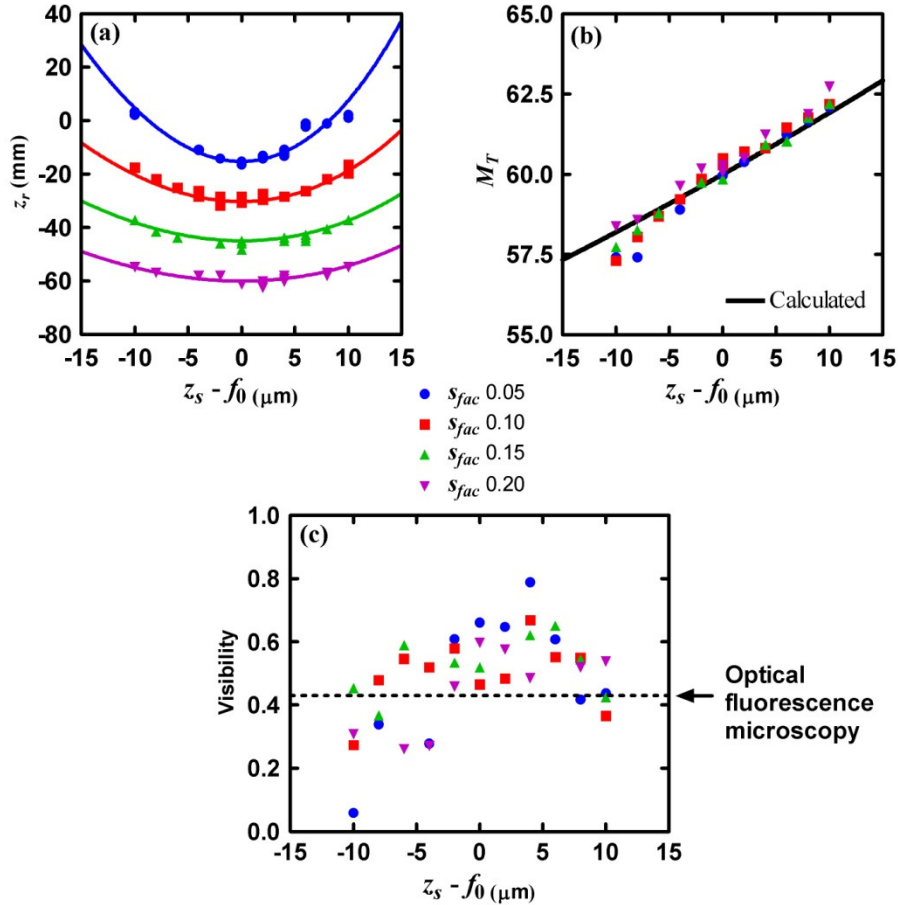 (a)
40
20
0
-20
-40
-60
-80
z_r (mm)
-15 -10 -5 0 5 10 15
z_s - f_0 (μm)
(b)
65.0
62.5
60.0
57.5
55.0
M_T
Calculated
-15 -10 -5 0 5 10 15
z_s - f_0 (μm)
s_fac 0.05
s_fac 0.10
s_fac 0.15
s_fac 0.20
(c)
1.0
0.8
0.6
0.4
0.2
0.0
Visibility
-15 -10 -5 0 5 10 15
z_s - f_0 (μm)
Optical
fluorescence
microscopy